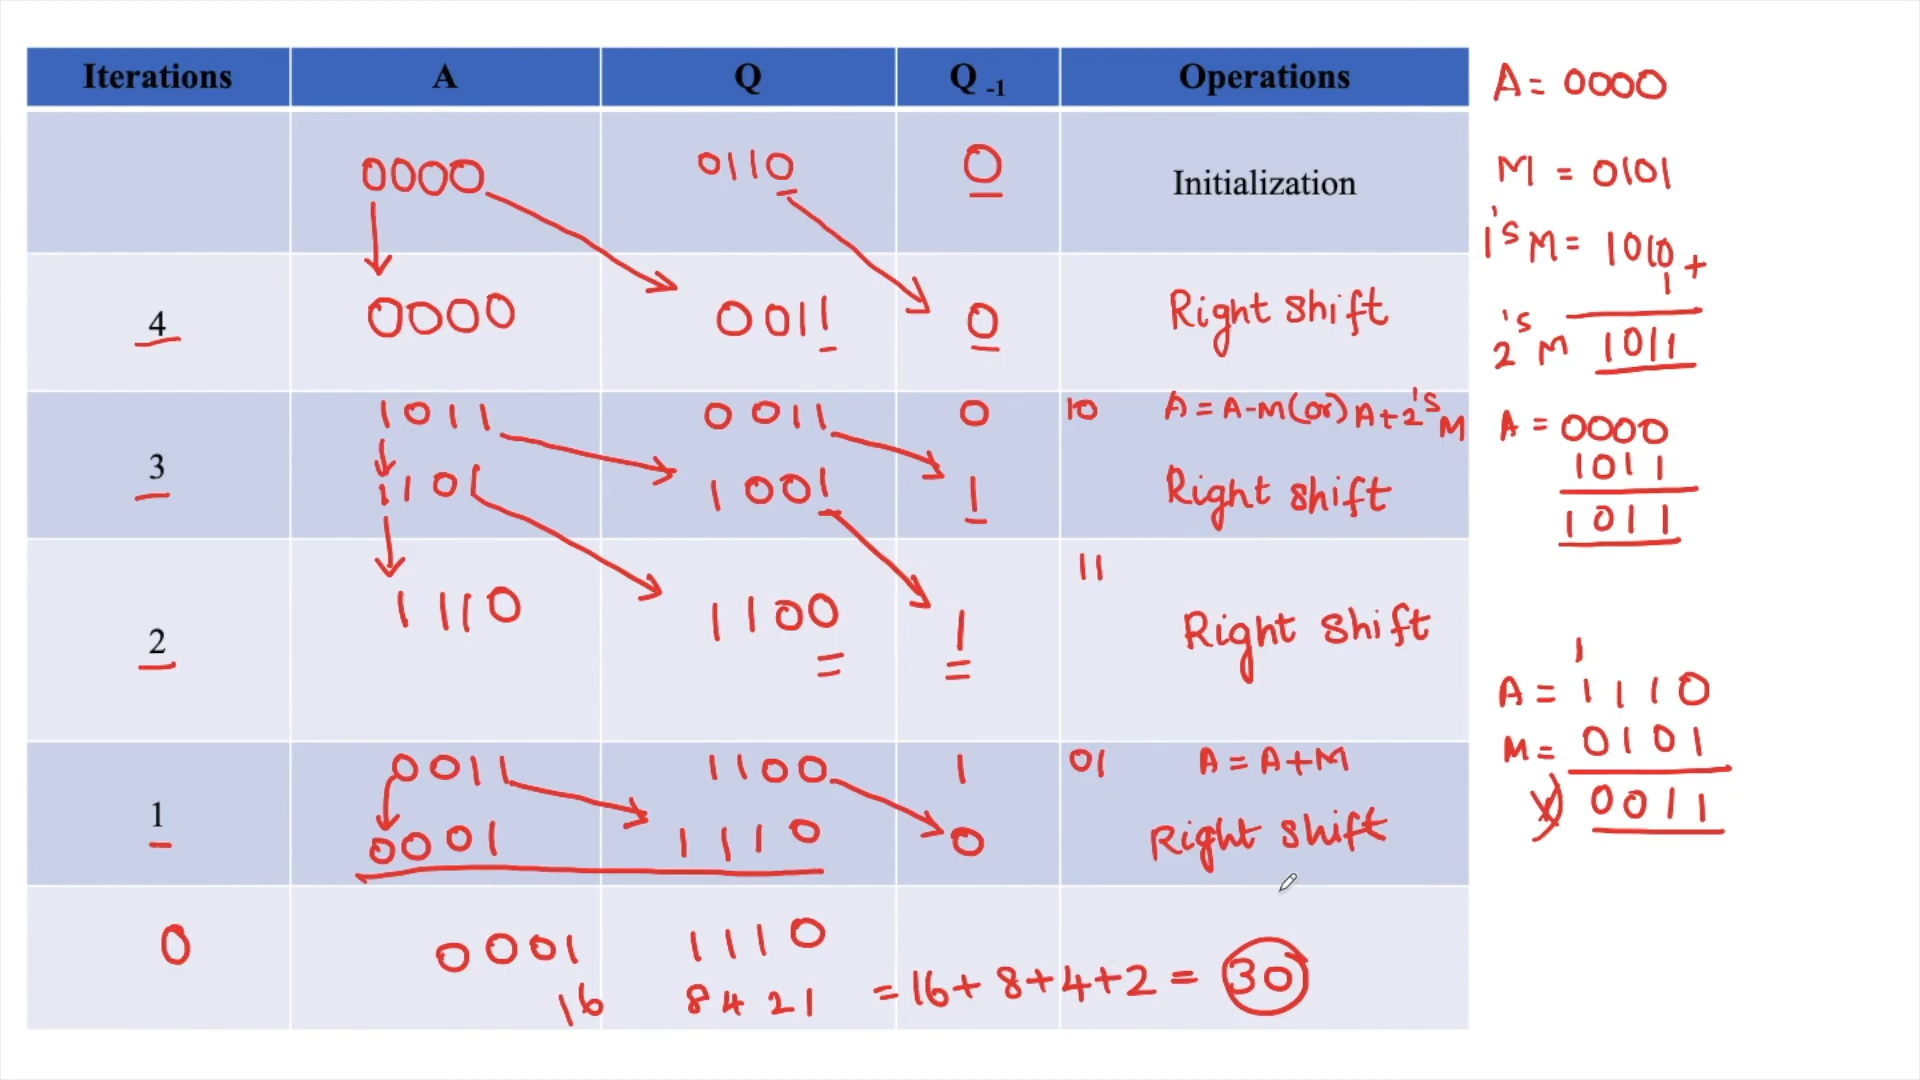 Iterations A Q Q -1 Operations
0000 0110 0 Initialization
4 0000 0011 0 Right shift
1011 0011 0 10 A = A-M (or) A+2's M
3 1101 1001 1 Right shift
11
2 1110 1100 1 Right shift
0011 1100 1 01 A = A+M
1 0001 1110 0 Right shift
0 0001 1110
16 8 4 2 1 = 16+8+4+2 = 30
A = 0000
M = 0101
1's M = 1010 +
1
2's M 1011
A = 0000
1011
1011
1
A = 1110
M = 0101
1) 0011